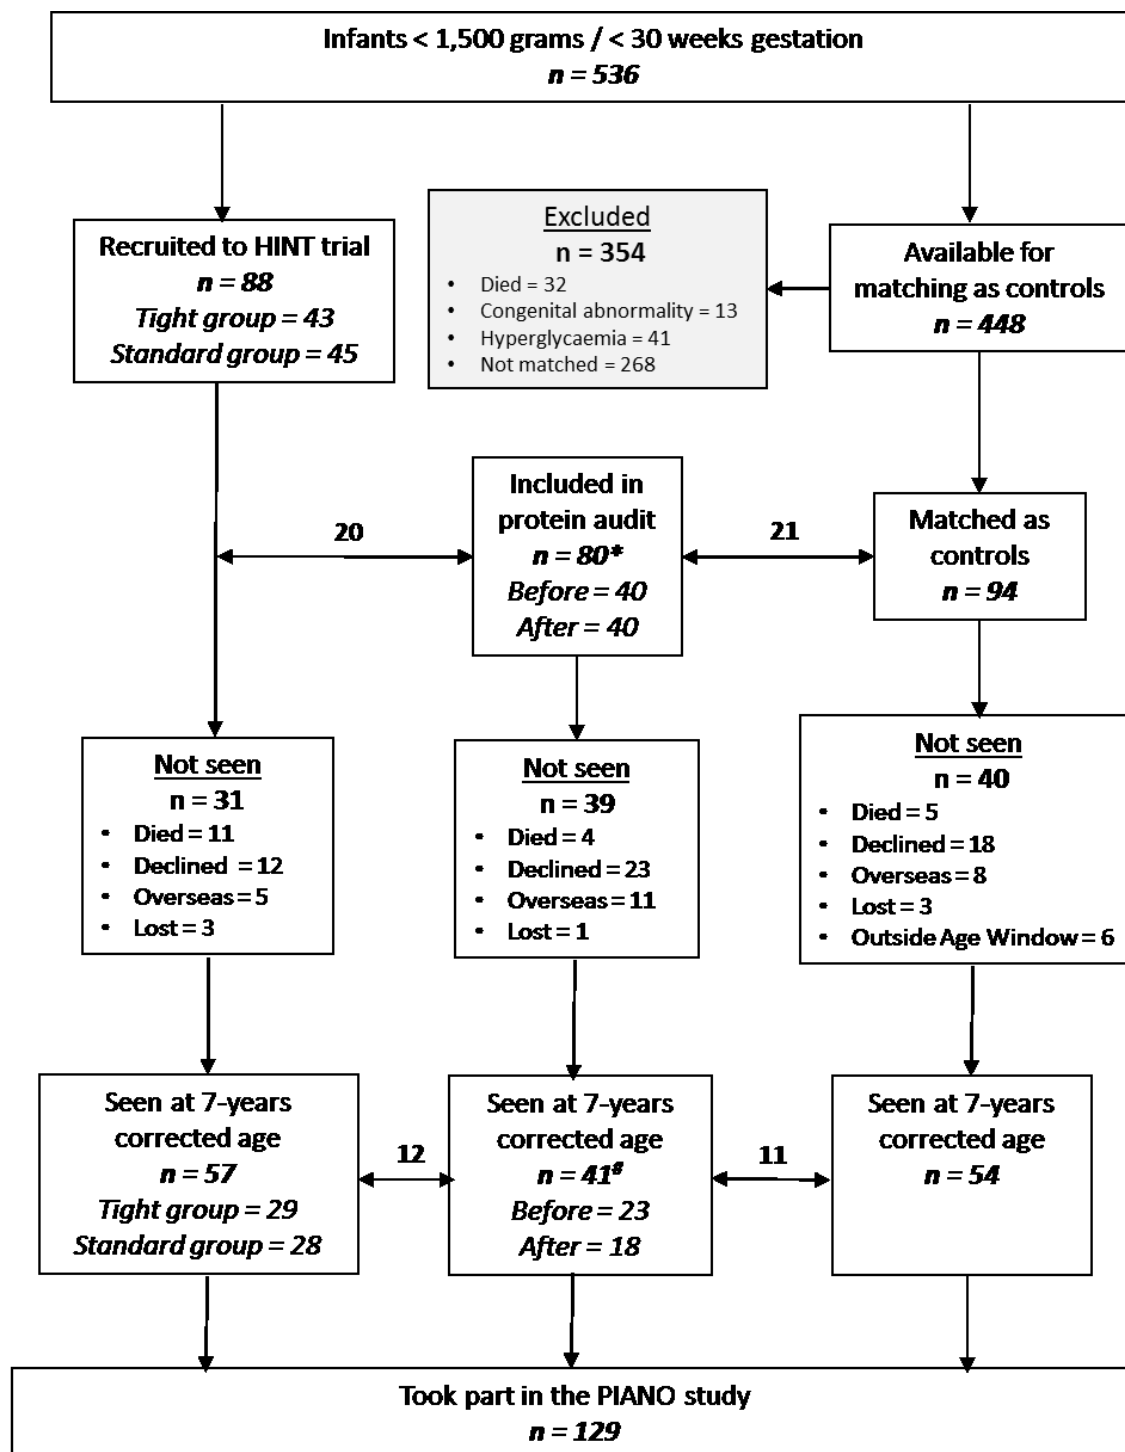 Infants < 1,500 grams / < 30 weeks gestation
n = 536
Recruited to HINT trial
n = 88
Tight group = 43
Standard group = 45
Excluded
n = 354
• Died = 32
• Congenital abnormality = 13
• Hyperglycaemia = 41
• Not matched = 268
Available for
matching as controls
n = 448
20
Included in
protein audit
n = 80*
Before = 40
After = 40
21
Matched as
controls
n = 94
Not seen
n = 31
• Died = 11
• Declined = 12
• Overseas = 5
• Lost = 3
Not seen
n = 39
• Died = 4
• Declined = 23
• Overseas = 11
• Lost = 1
Not seen
n = 40
• Died = 5
• Declined = 18
• Overseas = 8
• Lost = 3
• Outside Age Window = 6
Seen at 7-years
corrected age
n = 57
Tight group = 29
Standard group = 28
12
Seen at 7-years
corrected age
n = 41#
Before = 23
After = 18
11
Seen at 7-years
corrected age
n = 54
Took part in the PIANO study
n = 129